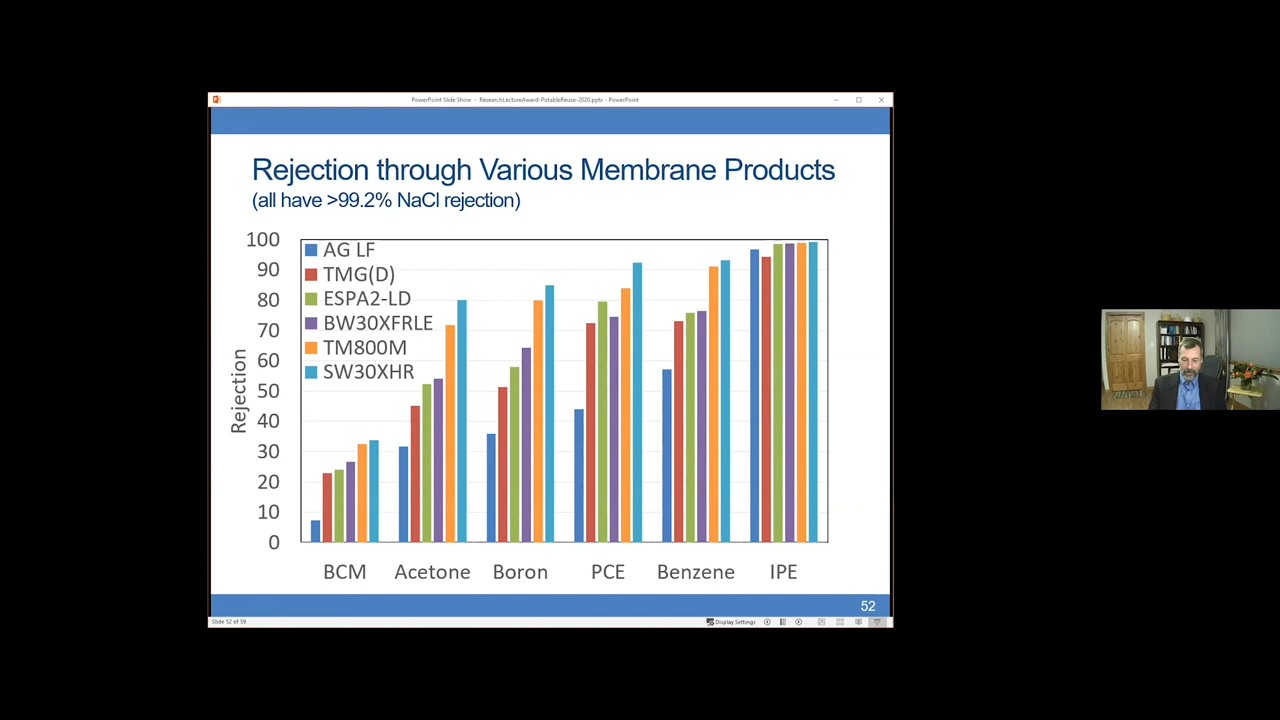 PowerPoint Slide Show - ResearchLectureAward-PotableReuse-2020.pptx - PowerPoint
Rejection through Various Membrane Products
(all have >99.2% NaCl rejection)
Rejection
100
90
80
70
60
50
40
30
20
10
0
AG LF
TMG(D)
ESPA2-LD
BW30XFRLE
TM800M
SW30XHR
BCM Acetone Boron PCE Benzene IPE
52
Slide 52 of 59
Display Settings